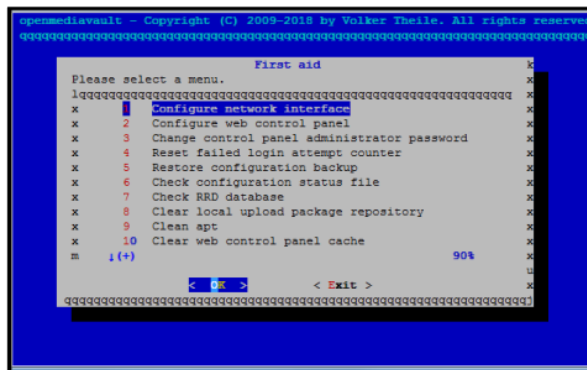 openmediavault - Copyright (C) 2009-2018 by Volker Theile. All rights reserved
qqqqqqqqqqqqqqqqqqqqqqqqqqqqqqqqqqqqqqqqqqqqqqqqqqqqqqqqqqqqqqqqqqqqqqqqqqqqqq
First aid k
Please select a menu. x
lqqqqqqqqqqqqqqqqqqqqqqqqqqqqqqqqqqqqqqqqqqqqqqqqqqqqqqqqqq x
x 1 Configure network interface x
x 2 Configure web control panel x
x 3 Change control panel administrator password x
x 4 Reset failed login attempt counter x
x 5 Restore configuration backup x
x 6 Check configuration status file x
x 7 Check RRD database x
x 8 Clear local upload package repository x
x 9 Clean apt x
x 10 Clear web control panel cache x
m ↓(+) 90% x
u
< OK > < Exit > x
qqqqqqqqqqqqqqqqqqqqqqqqqqqqqqqqqqqqqqqqqqqqqqqqqqqqqqqqqqqqqqj